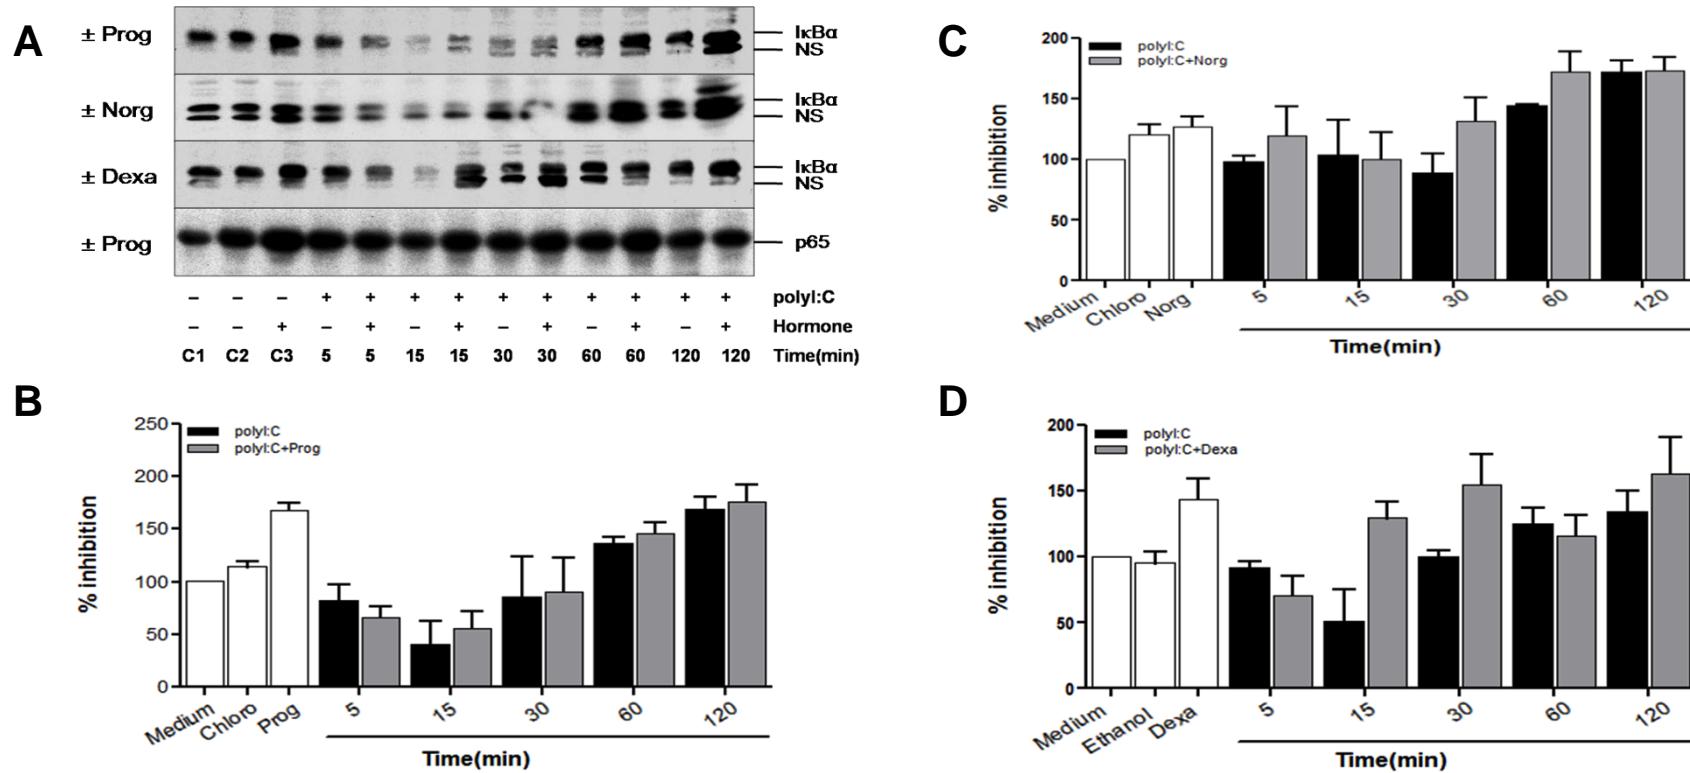 A
± Prog
IκBα
NS
± Norg
IκBα
NS
± Dexa
IκBα
NS
± Prog
p65
– – – + + + + + + + + + + polyI:C
– – + – + – + – + – + – + Hormone
C1 C2 C3 5 5 15 15 30 30 60 60 120 120 Time(min)
B
250
200
150
100
50
0
% inhibition
polyI:C
polyI:C+Prog
Medium Chloro Prog 5 15 30 60 120
Time(min)
C
200
150
100
50
0
% inhibition
polyI:C
polyI:C+Norg
Medium Chloro Norg 5 15 30 60 120
Time(min)
D
200
150
100
50
0
% inhibition
polyI:C
polyI:C+Dexa
Medium Ethanol Dexa 5 15 30 60 120
Time(min)